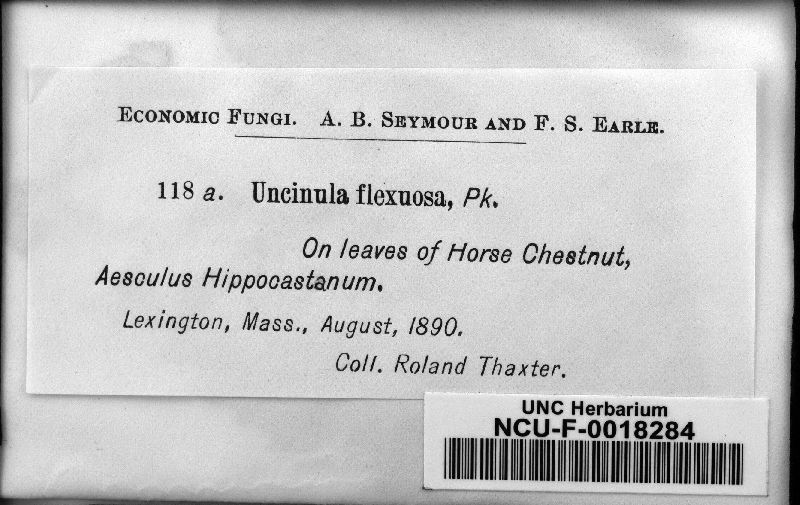 Economic Fungi. A. B. Seymour and F. S. Earle.
118 a. Uncinula flexuosa, Pk.
On leaves of Horse Chestnut,
Aesculus Hippocastanum.
Lexington, Mass., August, 1890.
Coll. Roland Thaxter.
UNC Herbarium
NCU-F-0018284